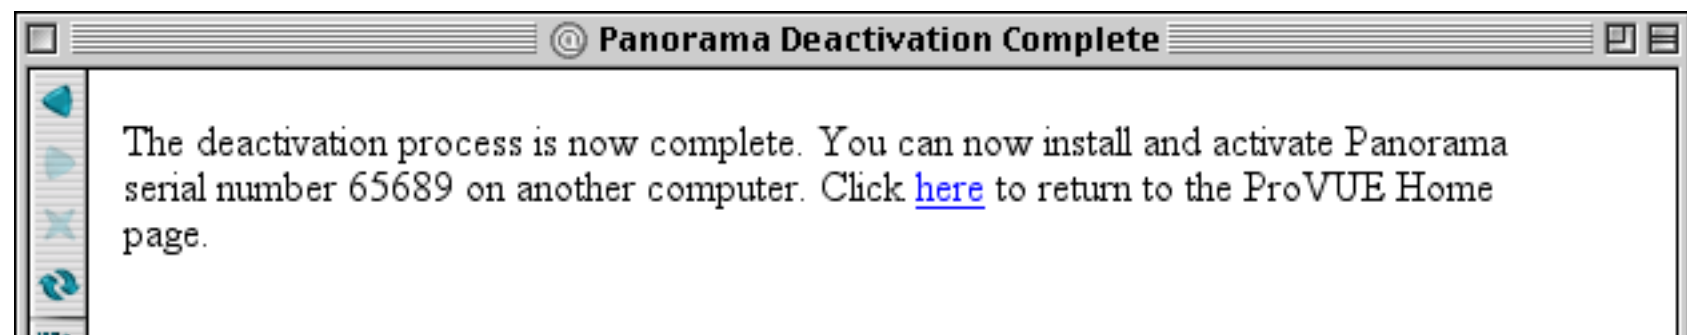 Panorama Deactivation Complete
The deactivation process is now complete. You can now install and activate Panorama
serial number 65689 on another computer. Click here to return to the ProVUE Home
page.